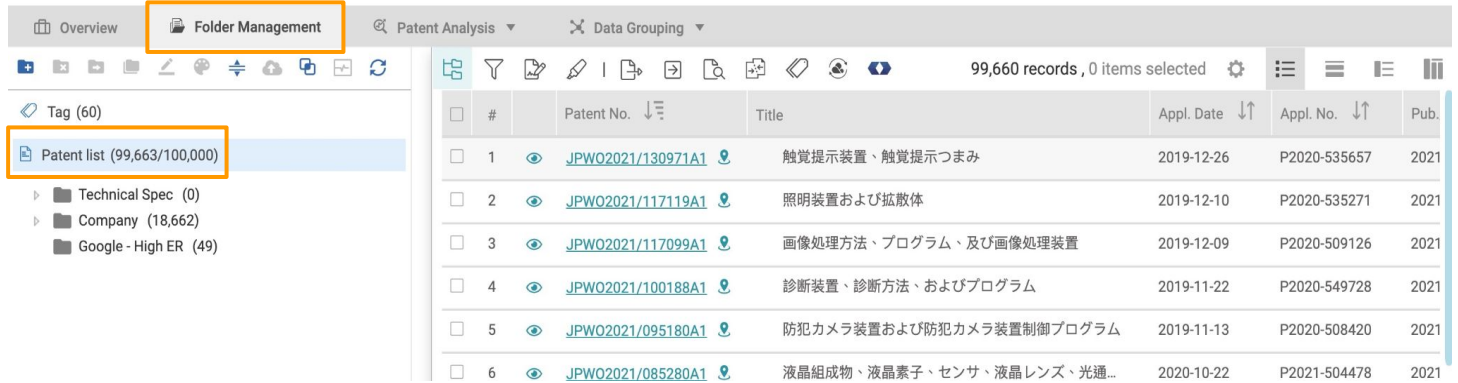 Overview Folder Management Patent Analysis Data Grouping
99,660 records , 0 items selected
Tag (60)
Patent list (99,663/100,000)
Technical Spec (0)
Company (18,662)
Google - High ER (49)
# Patent No. Title Appl. Date Appl. No. Pub.
1 JPWO2021/130971A1 触覚提示装置、触覚提示つまみ 2019-12-26 P2020-535657 2021
2 JPWO2021/117119A1 照明装置および拡散体 2019-12-10 P2020-535271 2021
3 JPWO2021/117099A1 画像処理方法、プログラム、及び画像処理装置 2019-12-09 P2020-509126 2021
4 JPWO2021/100188A1 診断装置、診断方法、およびプログラム 2019-11-22 P2020-549728 2021
5 JPWO2021/095180A1 防犯カメラ装置および防犯カメラ装置制御プログラム 2019-11-13 P2020-508420 2021
6 JPWO2021/085280A1 液晶組成物、液晶素子、センサ、液晶レンズ、光通... 2020-10-22 P2021-504478 2021